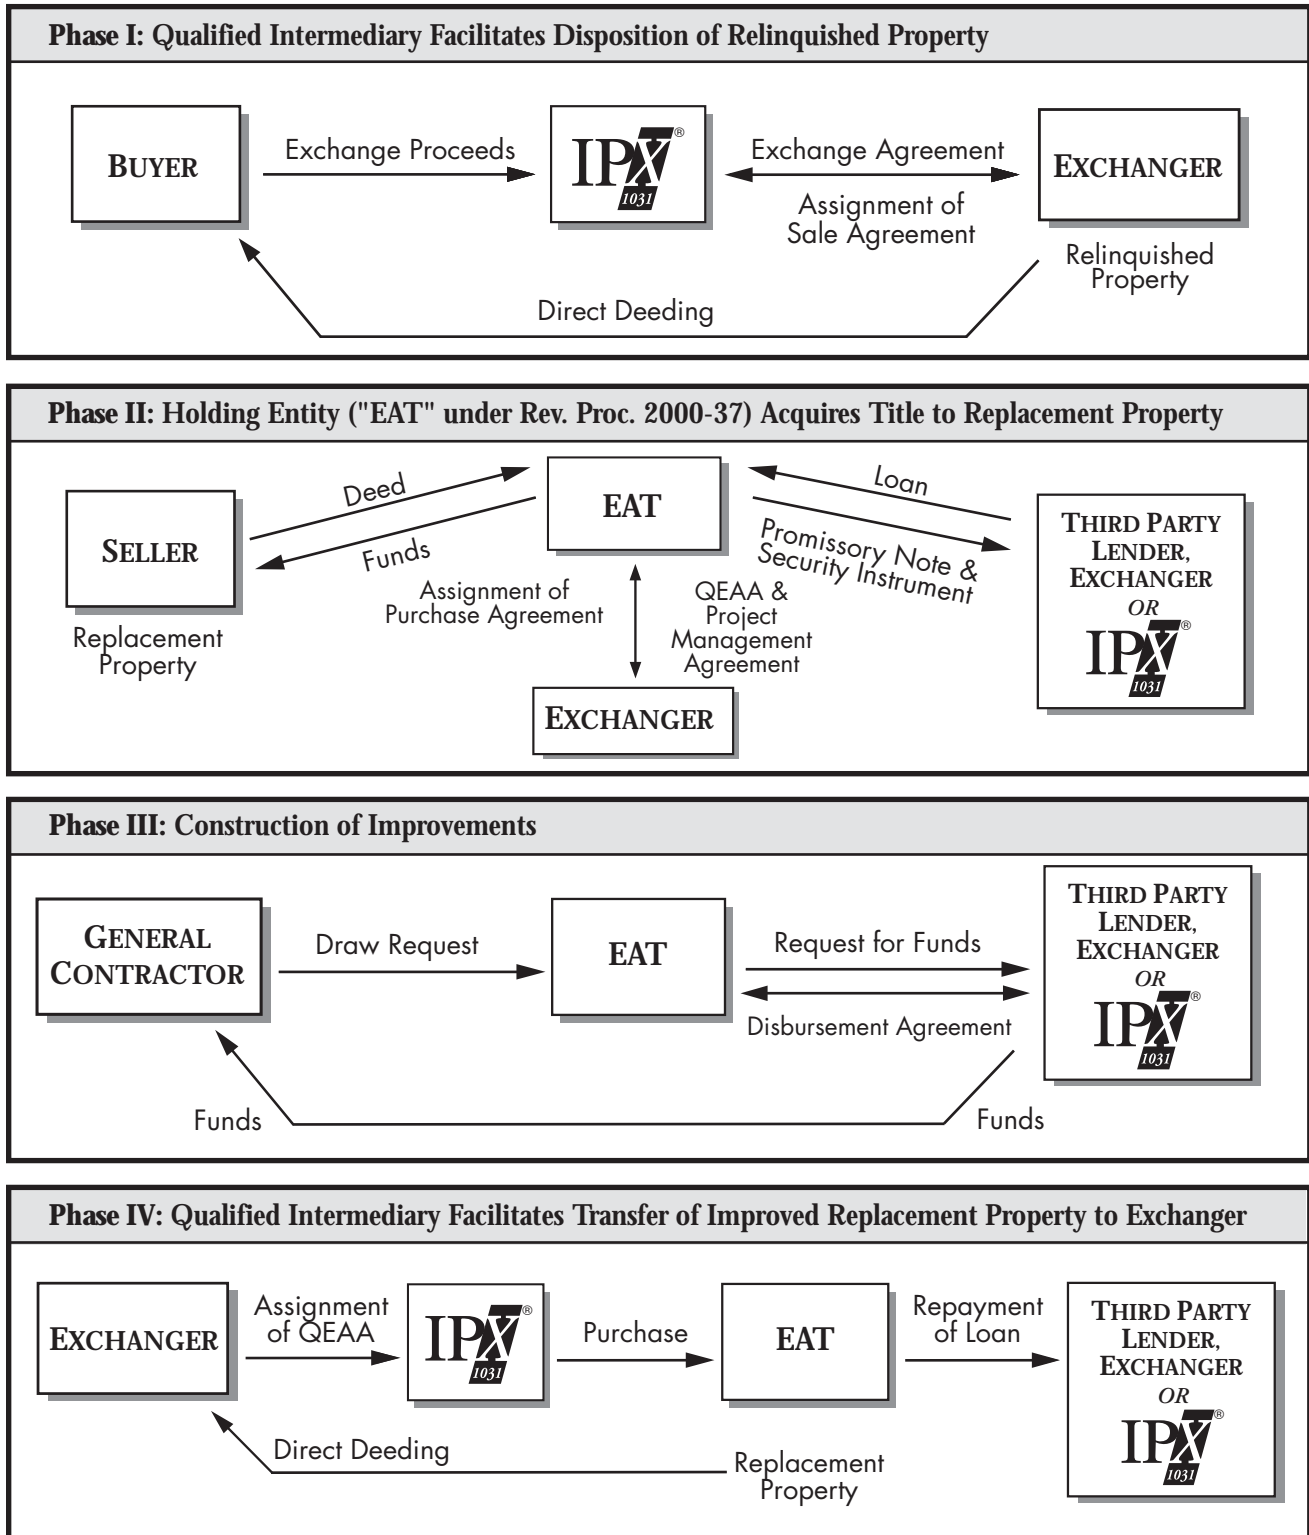 Phase I: Qualified Intermediary Facilitates Disposition of Relinquished Property
BUYER
Exchange Proceeds
IPX®
1031
Exchange Agreement
Assignment of
Sale Agreement
EXCHANGER
Relinquished
Property
Direct Deeding
Phase II: Holding Entity ("EAT" under Rev. Proc. 2000-37) Acquires Title to Replacement Property
SELLER
Replacement
Property
Deed
Funds
EAT
Assignment of
Purchase Agreement
QEAA &
Project
Management
Agreement
EXCHANGER
Loan
Promissory Note &
Security Instrument
THIRD PARTY
LENDER,
EXCHANGER
OR
IPX®
1031
Phase III: Construction of Improvements
GENERAL
CONTRACTOR
Draw Request
EAT
Request for Funds
Disbursement Agreement
THIRD PARTY
LENDER,
EXCHANGER
OR
IPX®
1031
Funds
Funds
Phase IV: Qualified Intermediary Facilitates Transfer of Improved Replacement Property to Exchanger
EXCHANGER
Assignment
of QEAA
IPX®
1031
Purchase
EAT
Repayment
of Loan
THIRD PARTY
LENDER,
EXCHANGER
OR
IPX®
1031
Direct Deeding
Replacement
Property